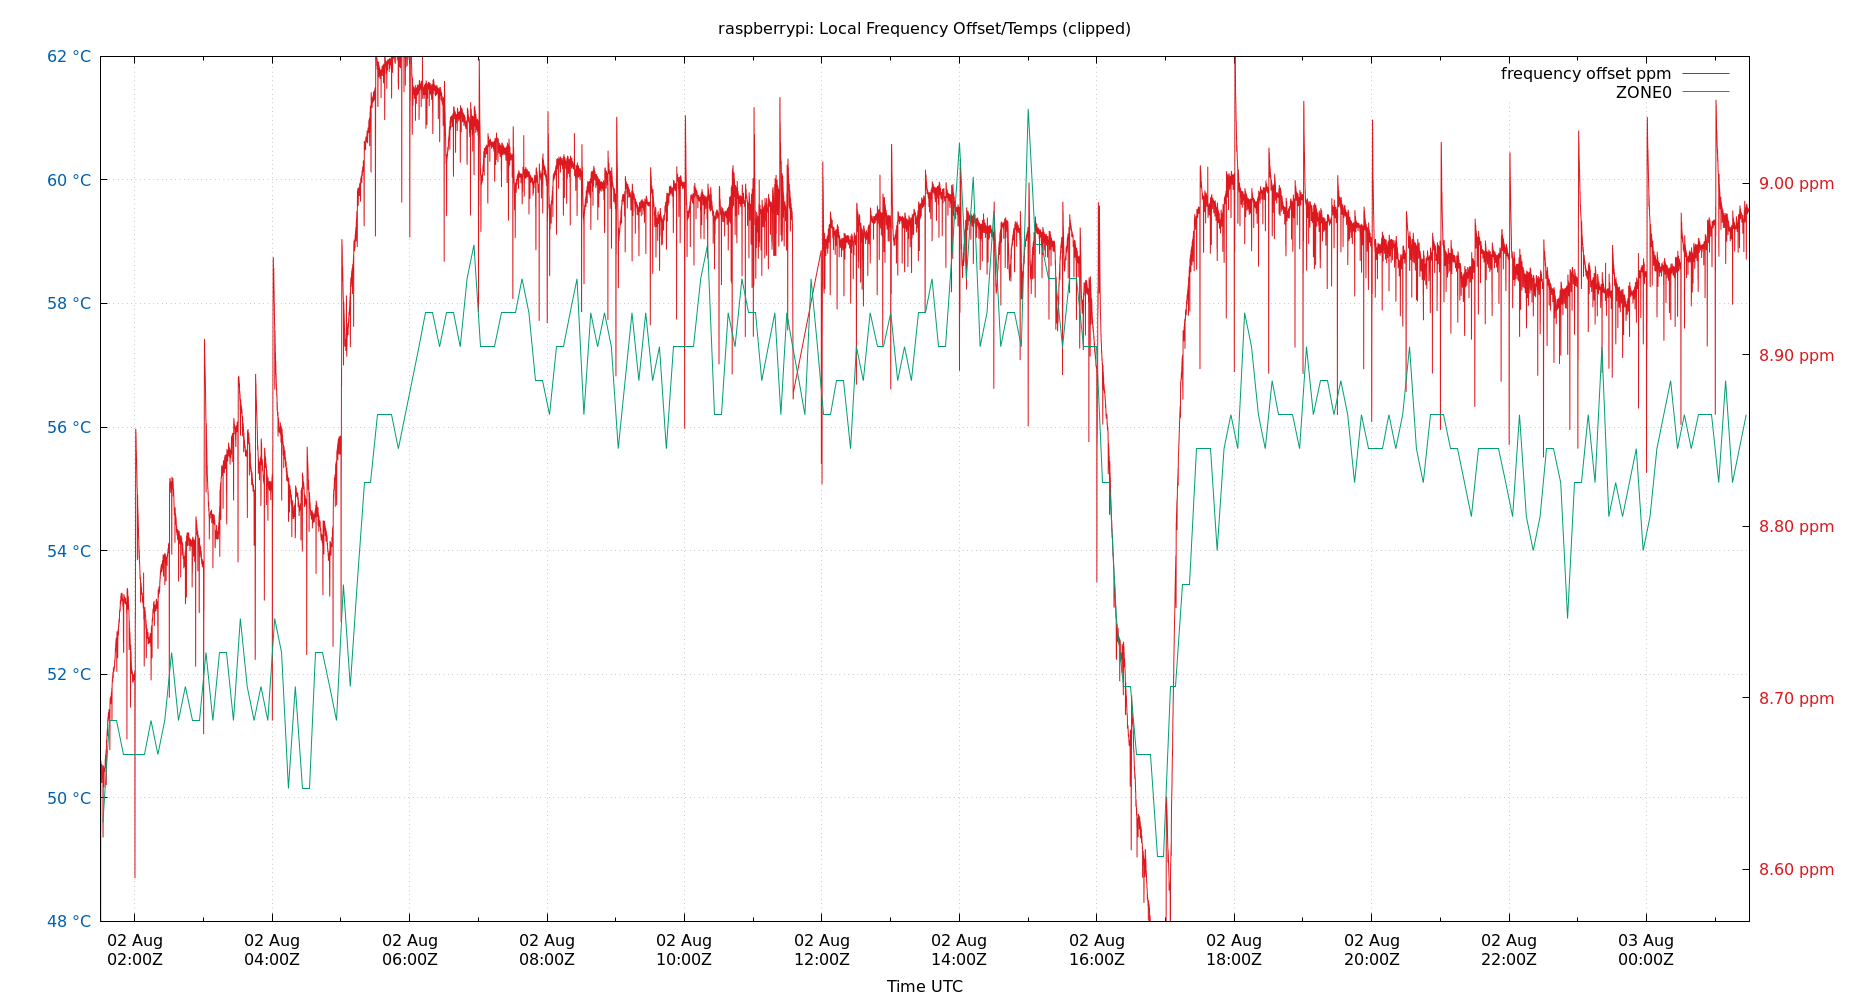 raspberrypi: Local Frequency Offset/Temps (clipped)
frequency offset ppm
ZONE0
62 °C
60 °C
58 °C
56 °C
54 °C
52 °C
50 °C
48 °C
9.00 ppm
8.90 ppm
8.80 ppm
8.70 ppm
8.60 ppm
02 Aug 02 Aug 02 Aug 02 Aug 02 Aug 02 Aug 02 Aug 02 Aug 02 Aug 02 Aug 02 Aug 03 Aug
02:00Z 04:00Z 06:00Z 08:00Z 10:00Z 12:00Z 14:00Z 16:00Z 18:00Z 20:00Z 22:00Z 00:00Z
Time UTC